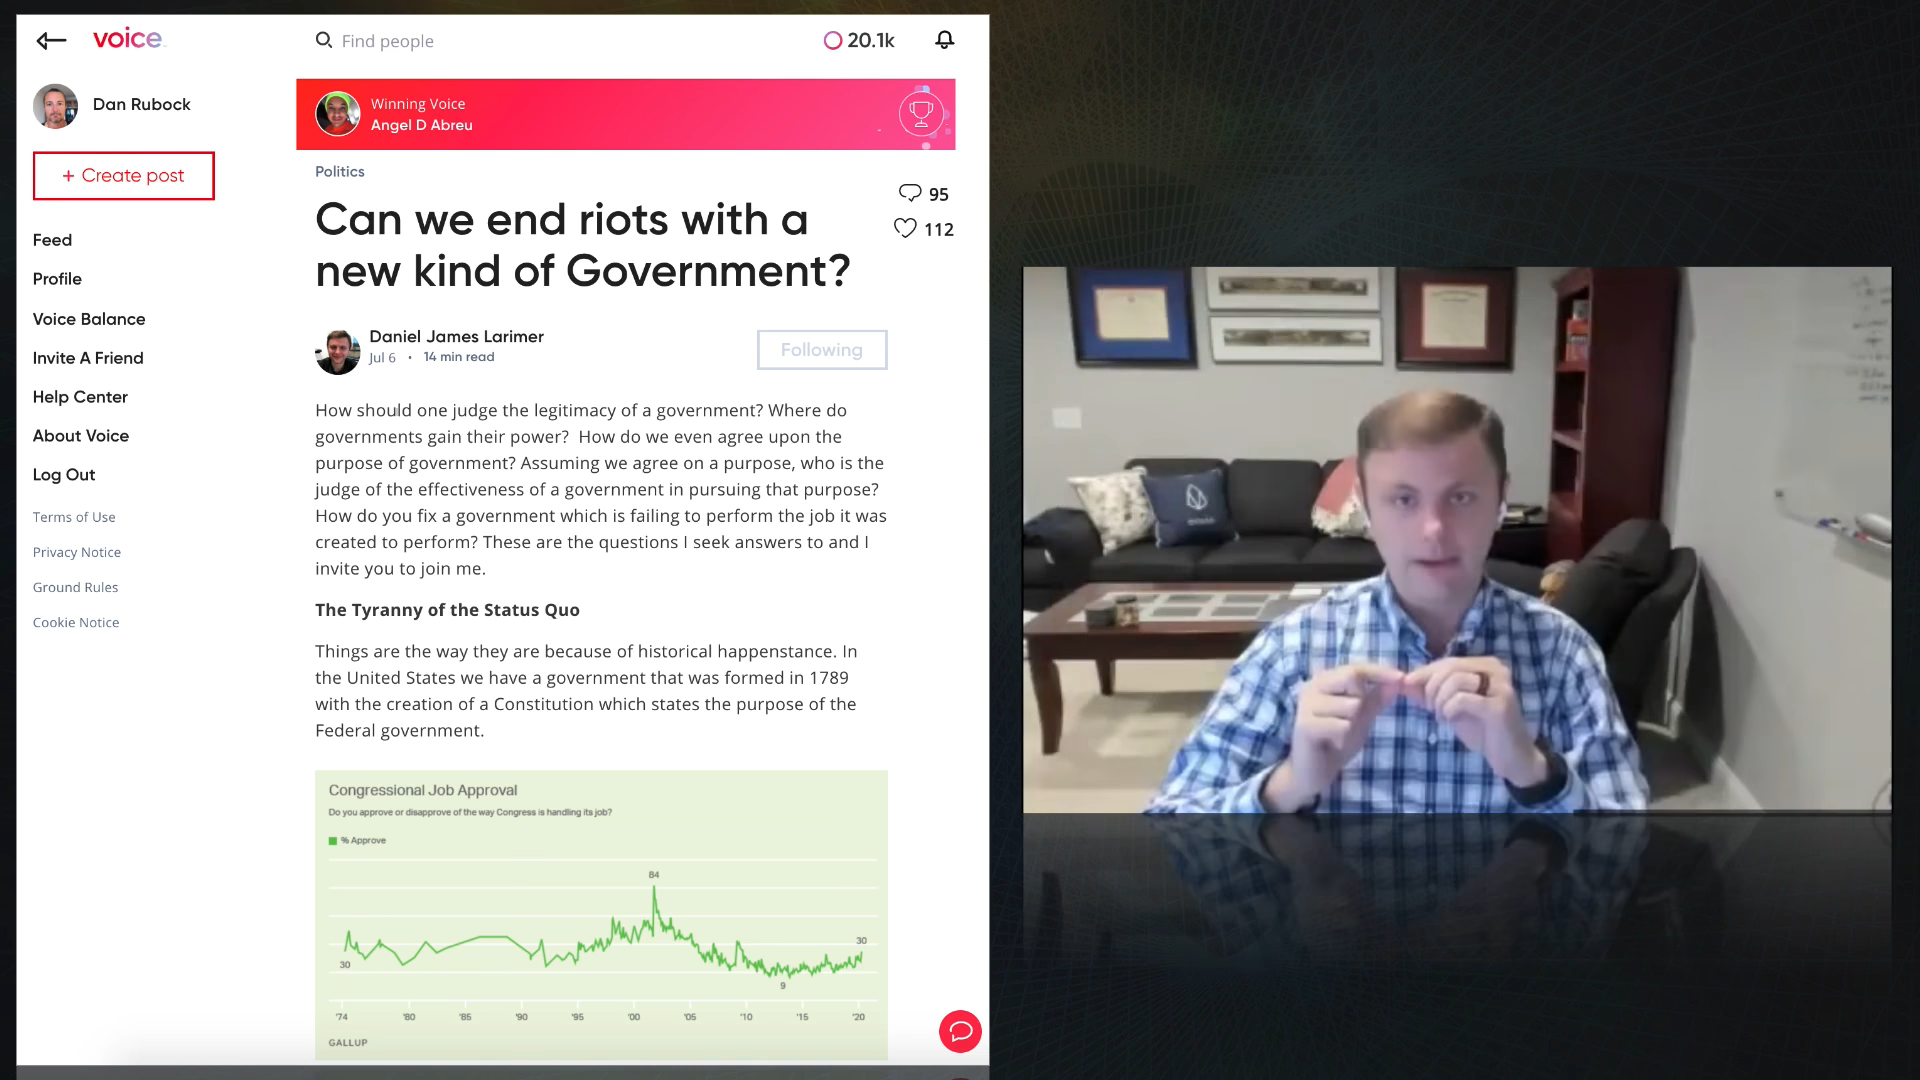 voice
Find people
20.1k
Dan Rubock
+ Create post
Feed
Profile
Voice Balance
Invite A Friend
Help Center
About Voice
Log Out
Terms of Use
Privacy Notice
Ground Rules
Cookie Notice
Winning Voice
Angel D Abreu
Politics
95
112
Can we end riots with a
new kind of Government?
Daniel James Larimer
Jul 6 • 14 min read
Following
How should one judge the legitimacy of a government? Where do
governments gain their power?  How do we even agree upon the
purpose of government? Assuming we agree on a purpose, who is the
judge of the effectiveness of a government in pursuing that purpose?
How do you fix a government which is failing to perform the job it was
created to perform? These are the questions I seek answers to and I
invite you to join me.
The Tyranny of the Status Quo
Things are the way they are because of historical happenstance. In
the United States we have a government that was formed in 1789
with the creation of a Constitution which states the purpose of the
Federal government.
Congressional Job Approval
Do you approve or disapprove of the way Congress is handling its job?
% Approve
84
30
30
9
'74 '80 '85 '90 '95 '00 '05 '10 '15 '20
GALLUP